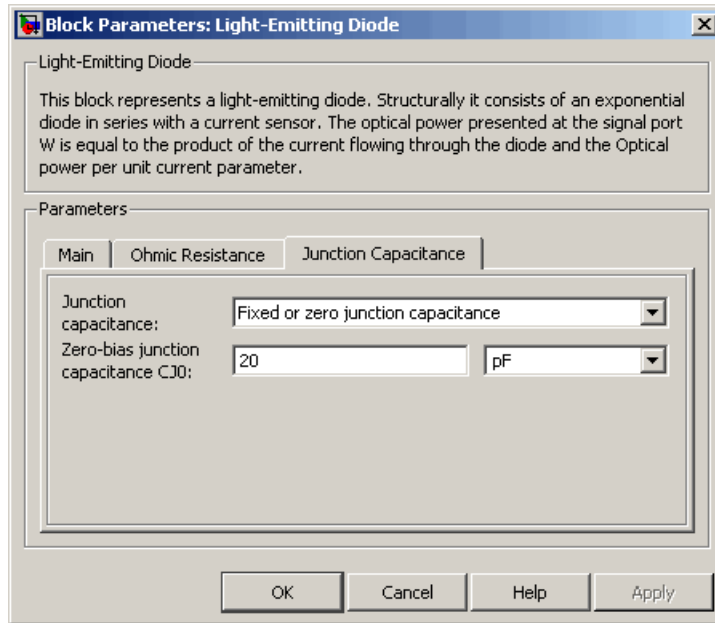 Block Parameters: Light-Emitting Diode
Light-Emitting Diode
This block represents a light-emitting diode. Structurally it consists of an exponential
diode in series with a current sensor. The optical power presented at the signal port
W is equal to the product of the current flowing through the diode and the Optical
power per unit current parameter.
Parameters
Main
Ohmic Resistance
Junction Capacitance
Junction
capacitance:
Fixed or zero junction capacitance
Zero-bias junction
capacitance CJ0:
20
pF
OK
Cancel
Help
Apply